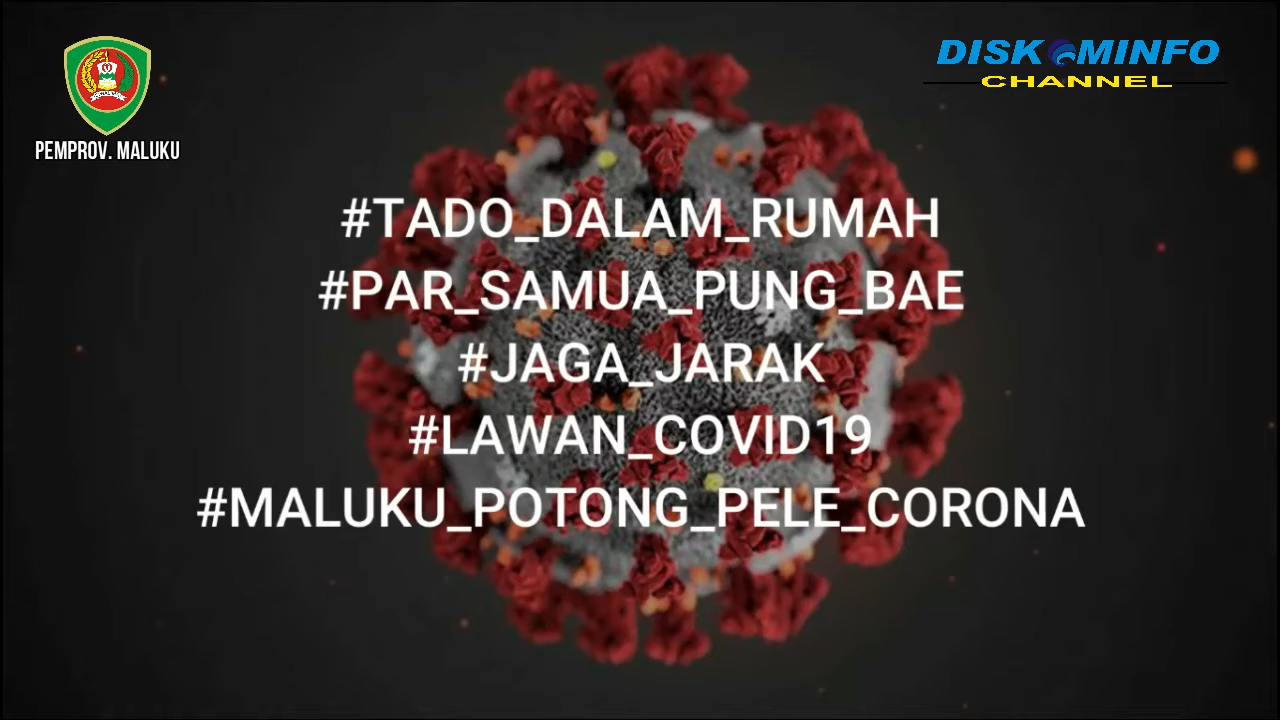 DISKOMINFO
CHANNEL
PEMPROV. MALUKU
#TADO_DALAM_RUMAH
#PAR_SAMUA_PUNG_BAE
#JAGA_JARAK
#LAWAN_COVID19
#MALUKU_POTONG_PELE_CORONA